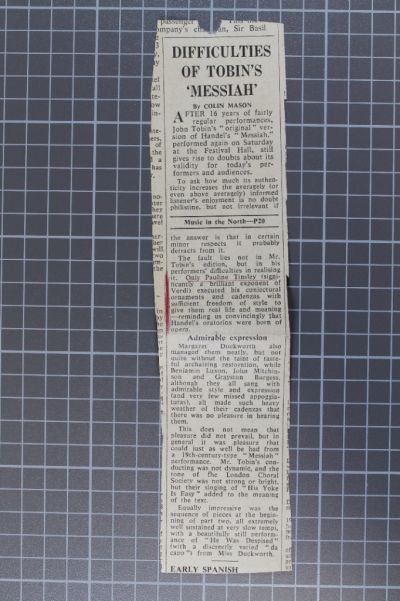 passenger
ompany's chairman, Sir Basil
DIFFICULTIES
OF TOBIN'S
'MESSIAH'
By COLIN MASON
AFTER 16 years of fairly
regular performances,
John Tobin's "original" ver-
sion of Handel's "Messiah,"
performed again on Saturday
at the Festival Hall, still
gives rise to doubts about its
validity for today's per-
formers and audiences.
To ask how much its authen-
ticity increases the averagely (or
even above averagely) informed
listener's enjoyment is no doubt
philistine, but not irrelevant if
Music in the North—P20
the answer is that in certain
minor respects it probably
detracts from it.
The fault lies not in Mr.
Tobin's edition, but in his
performers' difficulties in realising
it. Only Pauline Tinsley (signi-
ficantly a brilliant exponent of
Verdi) executed his conjectural
ornaments and cadenzas with
sufficient freedom of style to
give them real life and meaning
—reminding us convincingly that
Handel's oratorios were born of
opera.
Admirable expression
Margaret Duckworth also
managed them neatly, but not
quite without the taint of taste-
ful archaising restoration, while
Benjamin Luxon, John Mitchin-
son and Grayston Burgess,
although they all sang with
admirable style and expression
(and very few missed appoggia-
turas), all made such heavy
weather of their cadenzas that
there was no pleasure in hearing
them.
This does not mean that
pleasure did not prevail, but in
general it was pleasure that
could just as well be had from
a 19th-century-type "Messiah"
performance. Mr. Tobin's con-
ducting was not dynamic, and the
tone of the London Choral
Society was not strong or bright,
but their singing of "His Yoke
Is Easy" added to the meaning
of the text.
Equally impressive was the
sequence of pieces at the begin-
ning of part two, all extremely
well sustained at very slow tempi,
with a beautifully still perform-
ance of "He Was Despised"
(with a discreetly varied "da
capo") from Miss Duckworth.
EARLY SPANISH